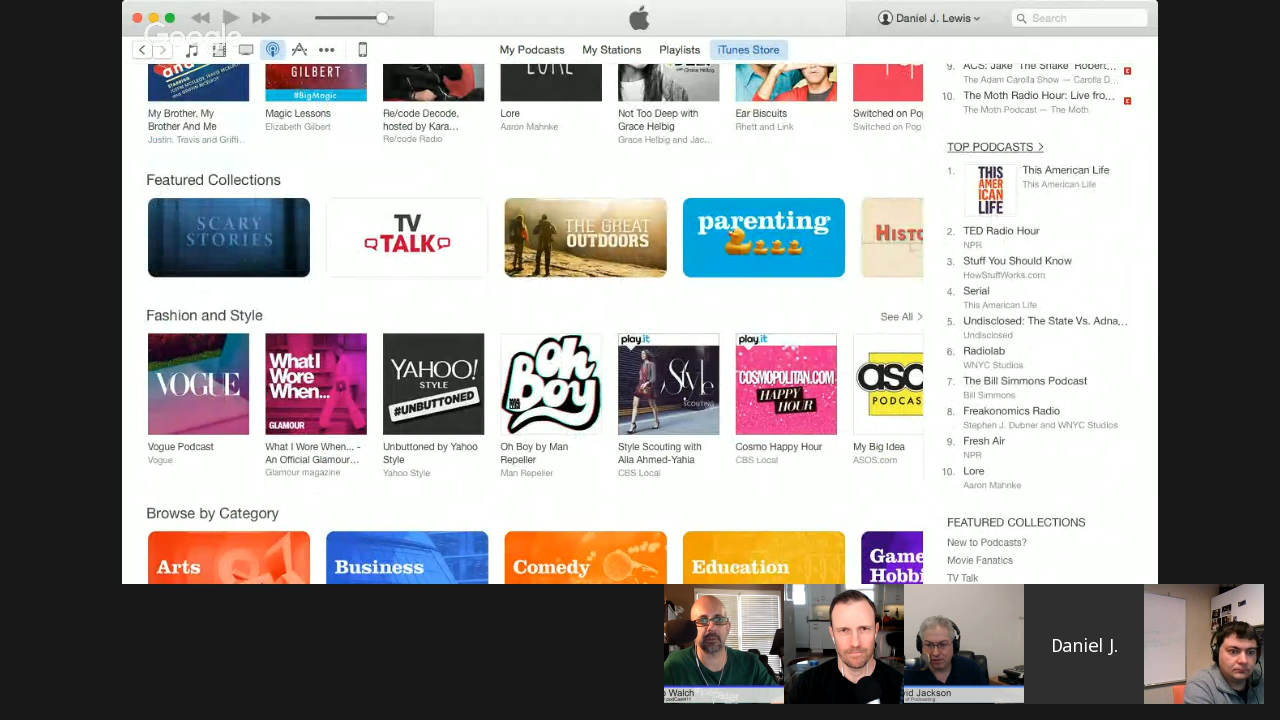 Google
Daniel J. Lewis
Search
My Podcasts
My Stations
Playlists
iTunes Store
and
GILBERT
#BigMagic
LORE
My Brother, My
Brother And Me
Justin, Travis and Griffi...
Magic Lessons
Elizabeth Gilbert
Re/code Decode,
hosted by Kara...
Re/code Radio
Lore
Aaron Mahnke
Not Too Deep with
Grace Helbig
Grace Helbig and Jac...
Ear Biscuits
Rhett and Link
Switched on Pop
Switched on Pop
Featured Collections
SCARY
STORIES
TV
TALK
THE GREAT
OUTDOORS
parenting
Fashion and Style
See All
VOGUE
What I
Wore
When...
GLAMOUR
YAHOO!
STYLE
#UNBUTTONED
Oh
Boy
play.it
Style
SCOUTING
play.it
COSMOPOLITAN.COM
HAPPY
HOUR
Vogue Podcast
Vogue
What I Wore When... -
An Official Glamour...
Glamour magazine
Unbuttoned by Yahoo
Style
Yahoo Style
Oh Boy by Man
Repeller
Man Repeller
Style Scouting with
Alia Ahmed-Yahia
CBS Local
Cosmo Happy Hour
CBS Local
My Big Idea
ASOS.com
Browse by Category
Arts
Business
Comedy
Education
9. ACS: Jake "The Snake" Rober...
The Adam Carolla Show — Carolla D...
10. The Moth Radio Hour: Live fro...
The Moth Podcast — The Moth
TOP PODCASTS
1. This American Life
This American Life
THIS
AMER
ICAN
LIFE
2. TED Radio Hour
NPR
3. Stuff You Should Know
HowStuffWorks.com
4. Serial
This American Life
5. Undisclosed: The State Vs. Adna...
Undisclosed
6. Radiolab
WNYC Studios
7. The Bill Simmons Podcast
Bill Simmons
8. Freakonomics Radio
Stephen J. Dubner and WNYC Studios
9. Fresh Air
NPR
10. Lore
Aaron Mahnke
FEATURED COLLECTIONS
New to Podcasts?
Movie Fanatics
TV Talk
Walch
Jackson
Daniel J.